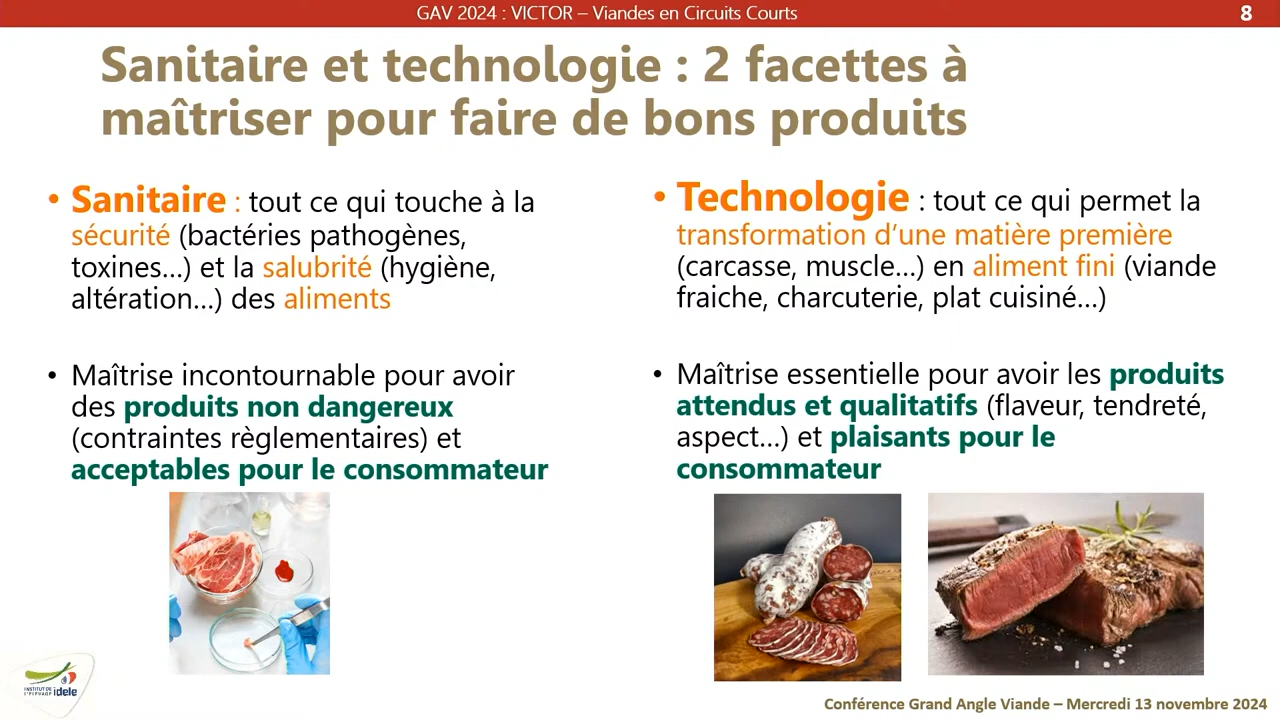 GAV 2024 : VICTOR – Viandes en Circuits Courts
8
Sanitaire et technologie : 2 facettes à
maîtriser pour faire de bons produits
• Sanitaire : tout ce qui touche à la
sécurité (bactéries pathogènes,
toxines…) et la salubrité (hygiène,
altération…) des aliments
• Maîtrise incontournable pour avoir
des produits non dangereux
(contraintes règlementaires) et
acceptables pour le consommateur
• Technologie : tout ce qui permet la
transformation d’une matière première
(carcasse, muscle…) en aliment fini (viande
fraiche, charcuterie, plat cuisiné…)
• Maîtrise essentielle pour avoir les produits
attendus et qualitatifs (flaveur, tendreté,
aspect…) et plaisants pour le
consommateur
INSTITUT DE
L'ÉLEVAGE idele
Conférence Grand Angle Viande – Mercredi 13 novembre 2024